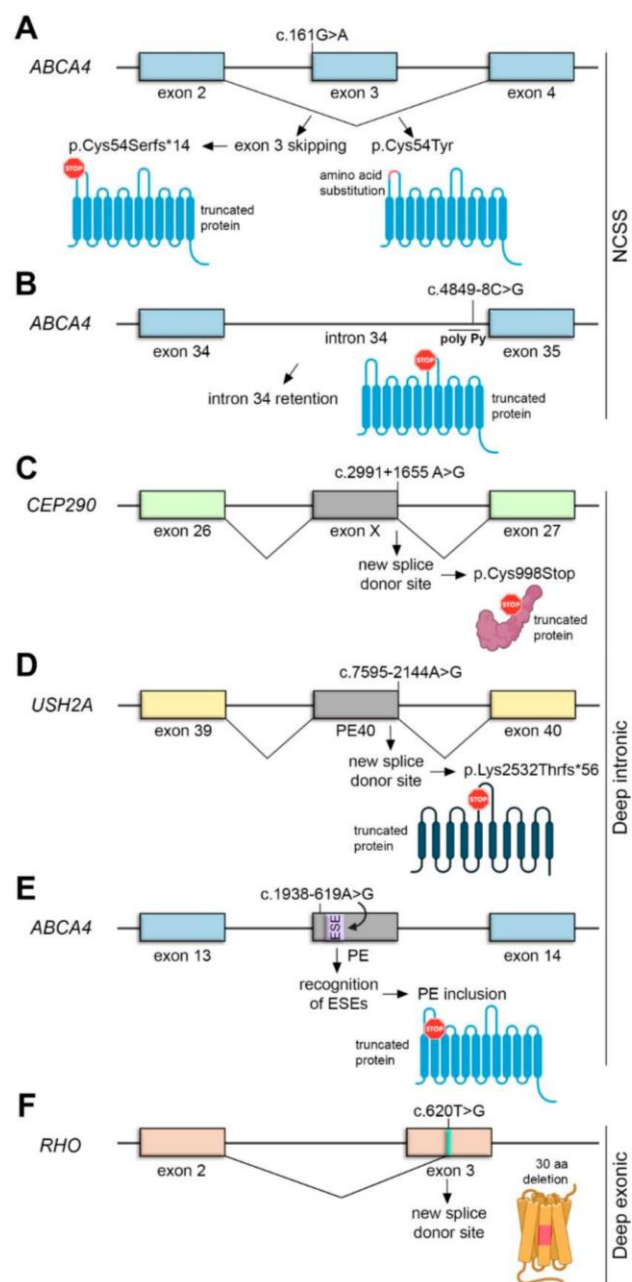 A
c.161G>A
ABCA4
exon 2
exon 3
exon 4
p.Cys54Serfs*14
exon 3 skipping
p.Cys54Tyr
STOP
truncated
protein
amino acid
substitution
NCSS
B
c.4849-8C>G
ABCA4
exon 34
intron 34
poly Py
exon 35
intron 34 retention
STOP
truncated
protein
C
c.2991+1655 A>G
CEP290
exon 26
exon X
exon 27
new splice
donor site
p.Cys998Stop
STOP
truncated
protein
D
c.7595-2144A>G
USH2A
exon 39
PE40
exon 40
new splice
donor site
p.Lys2532Thrfs*56
STOP
truncated
protein
Deep intronic
E
c.1938-619A>G
ABCA4
ESE
exon 13
PE
exon 14
recognition
of ESEs
PE inclusion
STOP
truncated
protein
F
c.620T>G
RHO
exon 2
exon 3
new splice
donor site
30 aa
deletion
Deep exonic